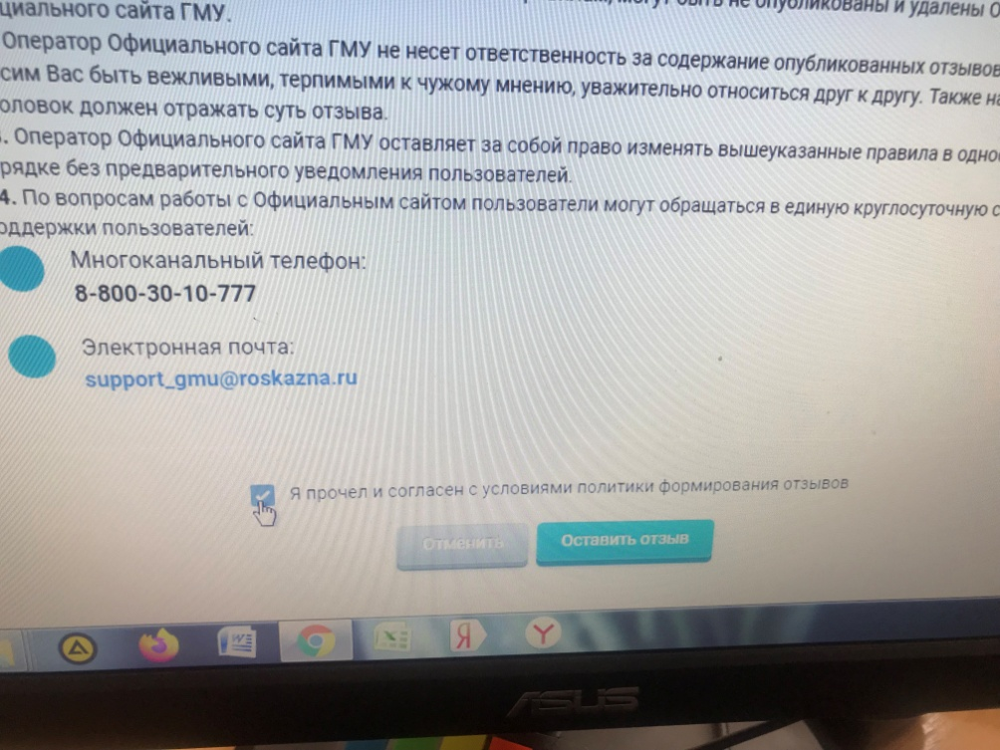 циального сайта ГМУ. могут быть не опубликованы и удалены О
Оператор Официального сайта ГМУ не несет ответственность за содержание опубликованных отзывов
сим Вас быть вежливыми, терпимыми к чужому мнению, уважительно относиться друг к другу. Также на
оловок должен отражать суть отзыва.
. Оператор Официального сайта ГМУ оставляет за собой право изменять вышеуказанные правила в одно
рядке без предварительного уведомления пользователей.
4. По вопросам работы с Официальным сайтом пользователи могут обращаться в единую круглосуточную с
оддержки пользователей:
Многоканальный телефон:
8-800-30-10-777
Электронная почта:
support_gmu@roskazna.ru
Я прочел и согласен с условиями политики формирования отзывов
Отменить Оставить отзыв
ASUS